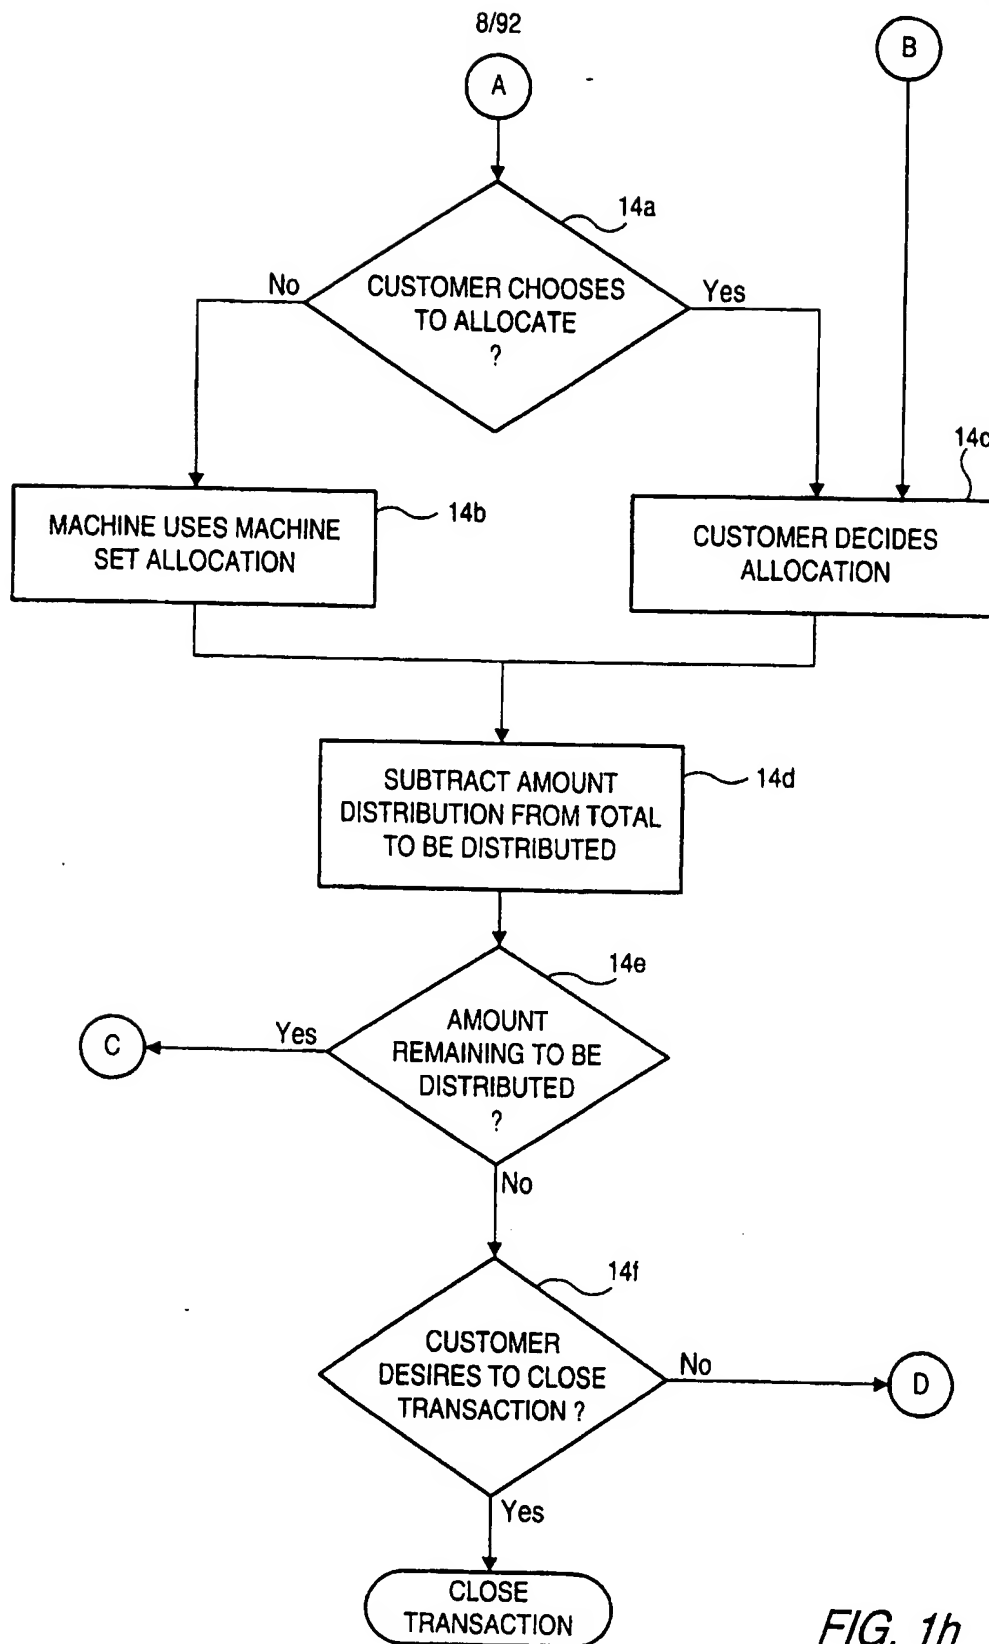 8/92
A
B
14a
No
CUSTOMER CHOOSES
TO ALLOCATE
?
Yes
14c
MACHINE USES MACHINE
SET ALLOCATION
14b
CUSTOMER DECIDES
ALLOCATION
SUBTRACT AMOUNT
DISTRIBUTION FROM TOTAL
TO BE DISTRIBUTED
14d
14e
C
Yes
AMOUNT
REMAINING TO BE
DISTRIBUTED
?
No
14f
CUSTOMER
DESIRES TO CLOSE
TRANSACTION ?
No
D
Yes
CLOSE
TRANSACTION
FIG. 1h